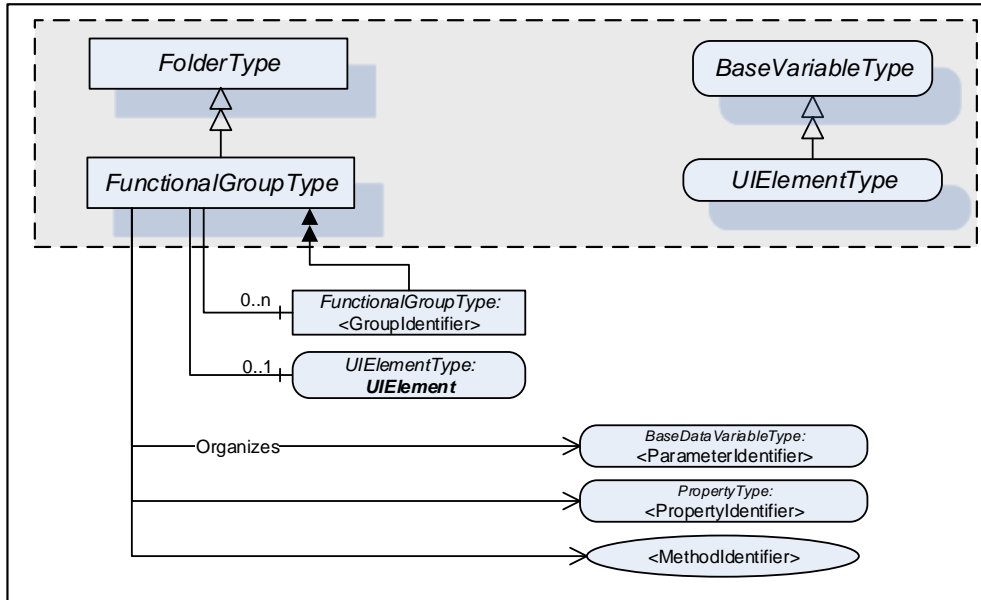 FolderType
BaseVariableType
FunctionalGroupType
UIElementType
0..n
FunctionalGroupType:
<GroupIdentifier>
0..1
UIElementType:
UIElement
Organizes
BaseDataVariableType:
<ParameterIdentifier>
PropertyType:
<PropertyIdentifier>
<MethodIdentifier>